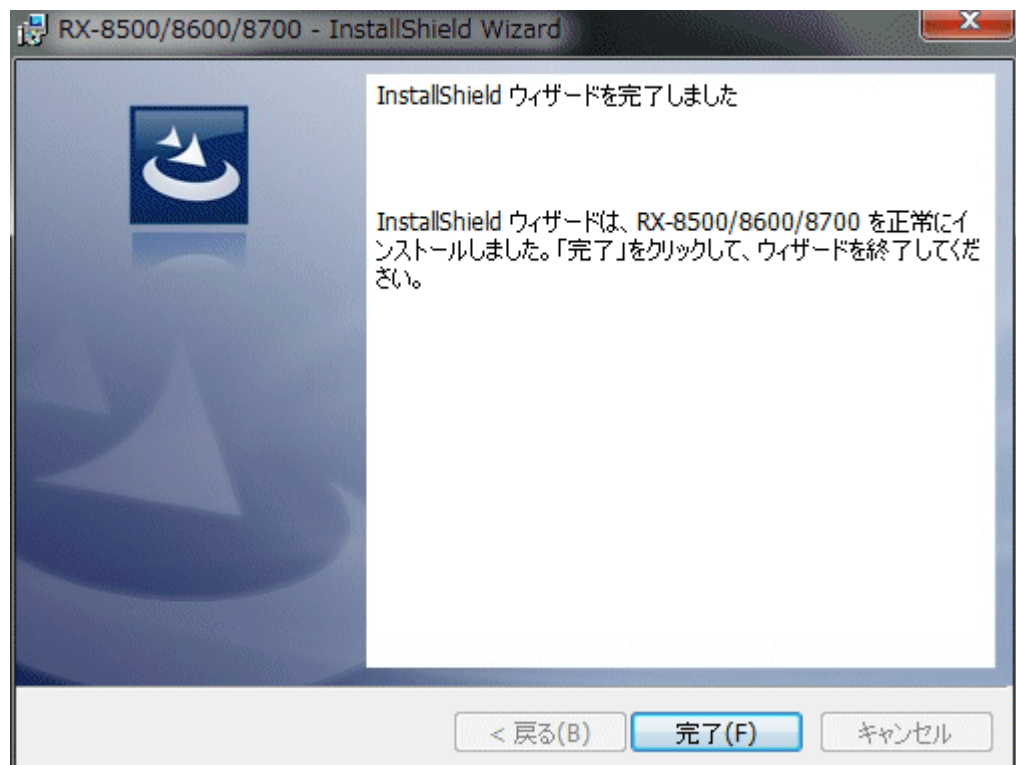 RX-8500/8600/8700 - InstallShield Wizard
InstallShield ウィザードを完了しました
InstallShield ウィザードは、RX-8500/8600/8700 を正常にイ
ンストールしました。「完了」をクリックして、ウィザードを終了してくだ
さい。
< 戻る(B) 完了(F) キャンセル